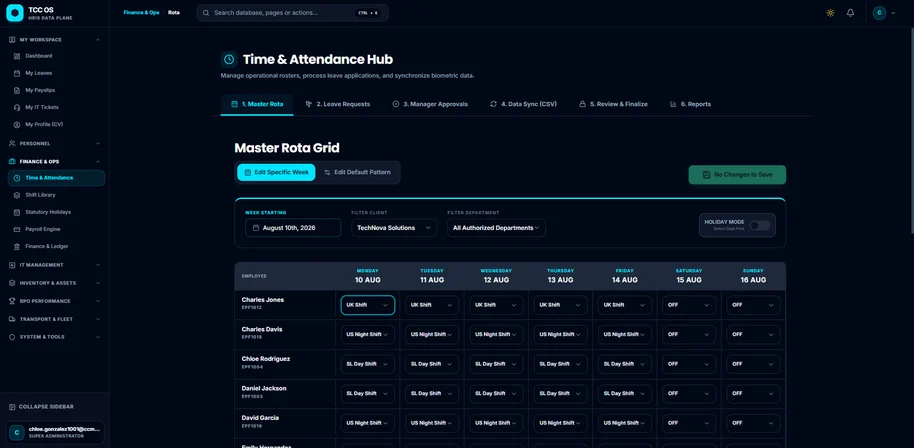 TCC OS
HRIS DATA PLANE
Finance & Ops Rota
Search database, pages or actions...
CTRL + K
C
MY WORKSPACE
Dashboard
My Leaves
My Payslips
My IT Tickets
My Profile (CV)
PERSONNEL
FINANCE & OPS
Time & Attendance
Shift Library
Statutory Holidays
Payroll Engine
Finance & Ledger
IT MANAGEMENT
INVENTORY & ASSETS
BPO PERFORMANCE
TRANSPORT & FLEET
SYSTEM & TOOLS
COLLAPSE SIDEBAR
C
chloe.gonzalez1001@ccm...
SUPER ADMINISTRATOR
Time & Attendance Hub
Manage operational rosters, process leave applications, and synchronize biometric data.
1. Master Rota 2. Leave Requests 3. Manager Approvals 4. Data Sync (CSV) 5. Review & Finalize 6. Reports
Master Rota Grid
Edit Specific Week Edit Default Pattern
No Changes to Save
WEEK STARTING FILTER CLIENT FILTER DEPARTMENT
August 10th, 2026 TechNova Solutions All Authorized Departments
HOLIDAY MODE
Select Dept First
EMPLOYEE MONDAY TUESDAY WEDNESDAY THURSDAY FRIDAY SATURDAY SUNDAY
10 AUG 11 AUG 12 AUG 13 AUG 14 AUG 15 AUG 16 AUG
Charles Jones
EPF1012
UK Shift UK Shift UK Shift UK Shift UK Shift OFF OFF
Charles Davis
EPF1018
US Night Shift US Night Shift US Night Shift US Night Shift US Night Shift OFF OFF
Chloe Rodriguez
EPF1004
SL Day Shift SL Day Shift SL Day Shift SL Day Shift SL Day Shift OFF OFF
Daniel Jackson
EPF1003
SL Day Shift SL Day Shift SL Day Shift SL Day Shift SL Day Shift OFF OFF
David Garcia
EPF1019
US Night Shift US Night Shift US Night Shift US Night Shift US Night Shift OFF OFF
Emily Hernandez